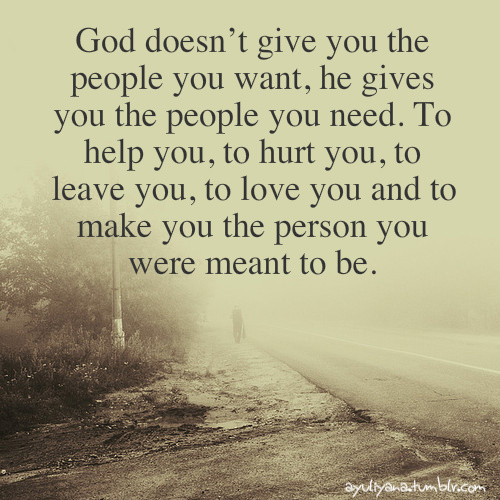 God doesn’t give you the
people you want, he gives
you the people you need. To
help you, to hurt you, to
leave you, to love you and to
make you the person you
were meant to be.
ayuliyana.tumblr.com